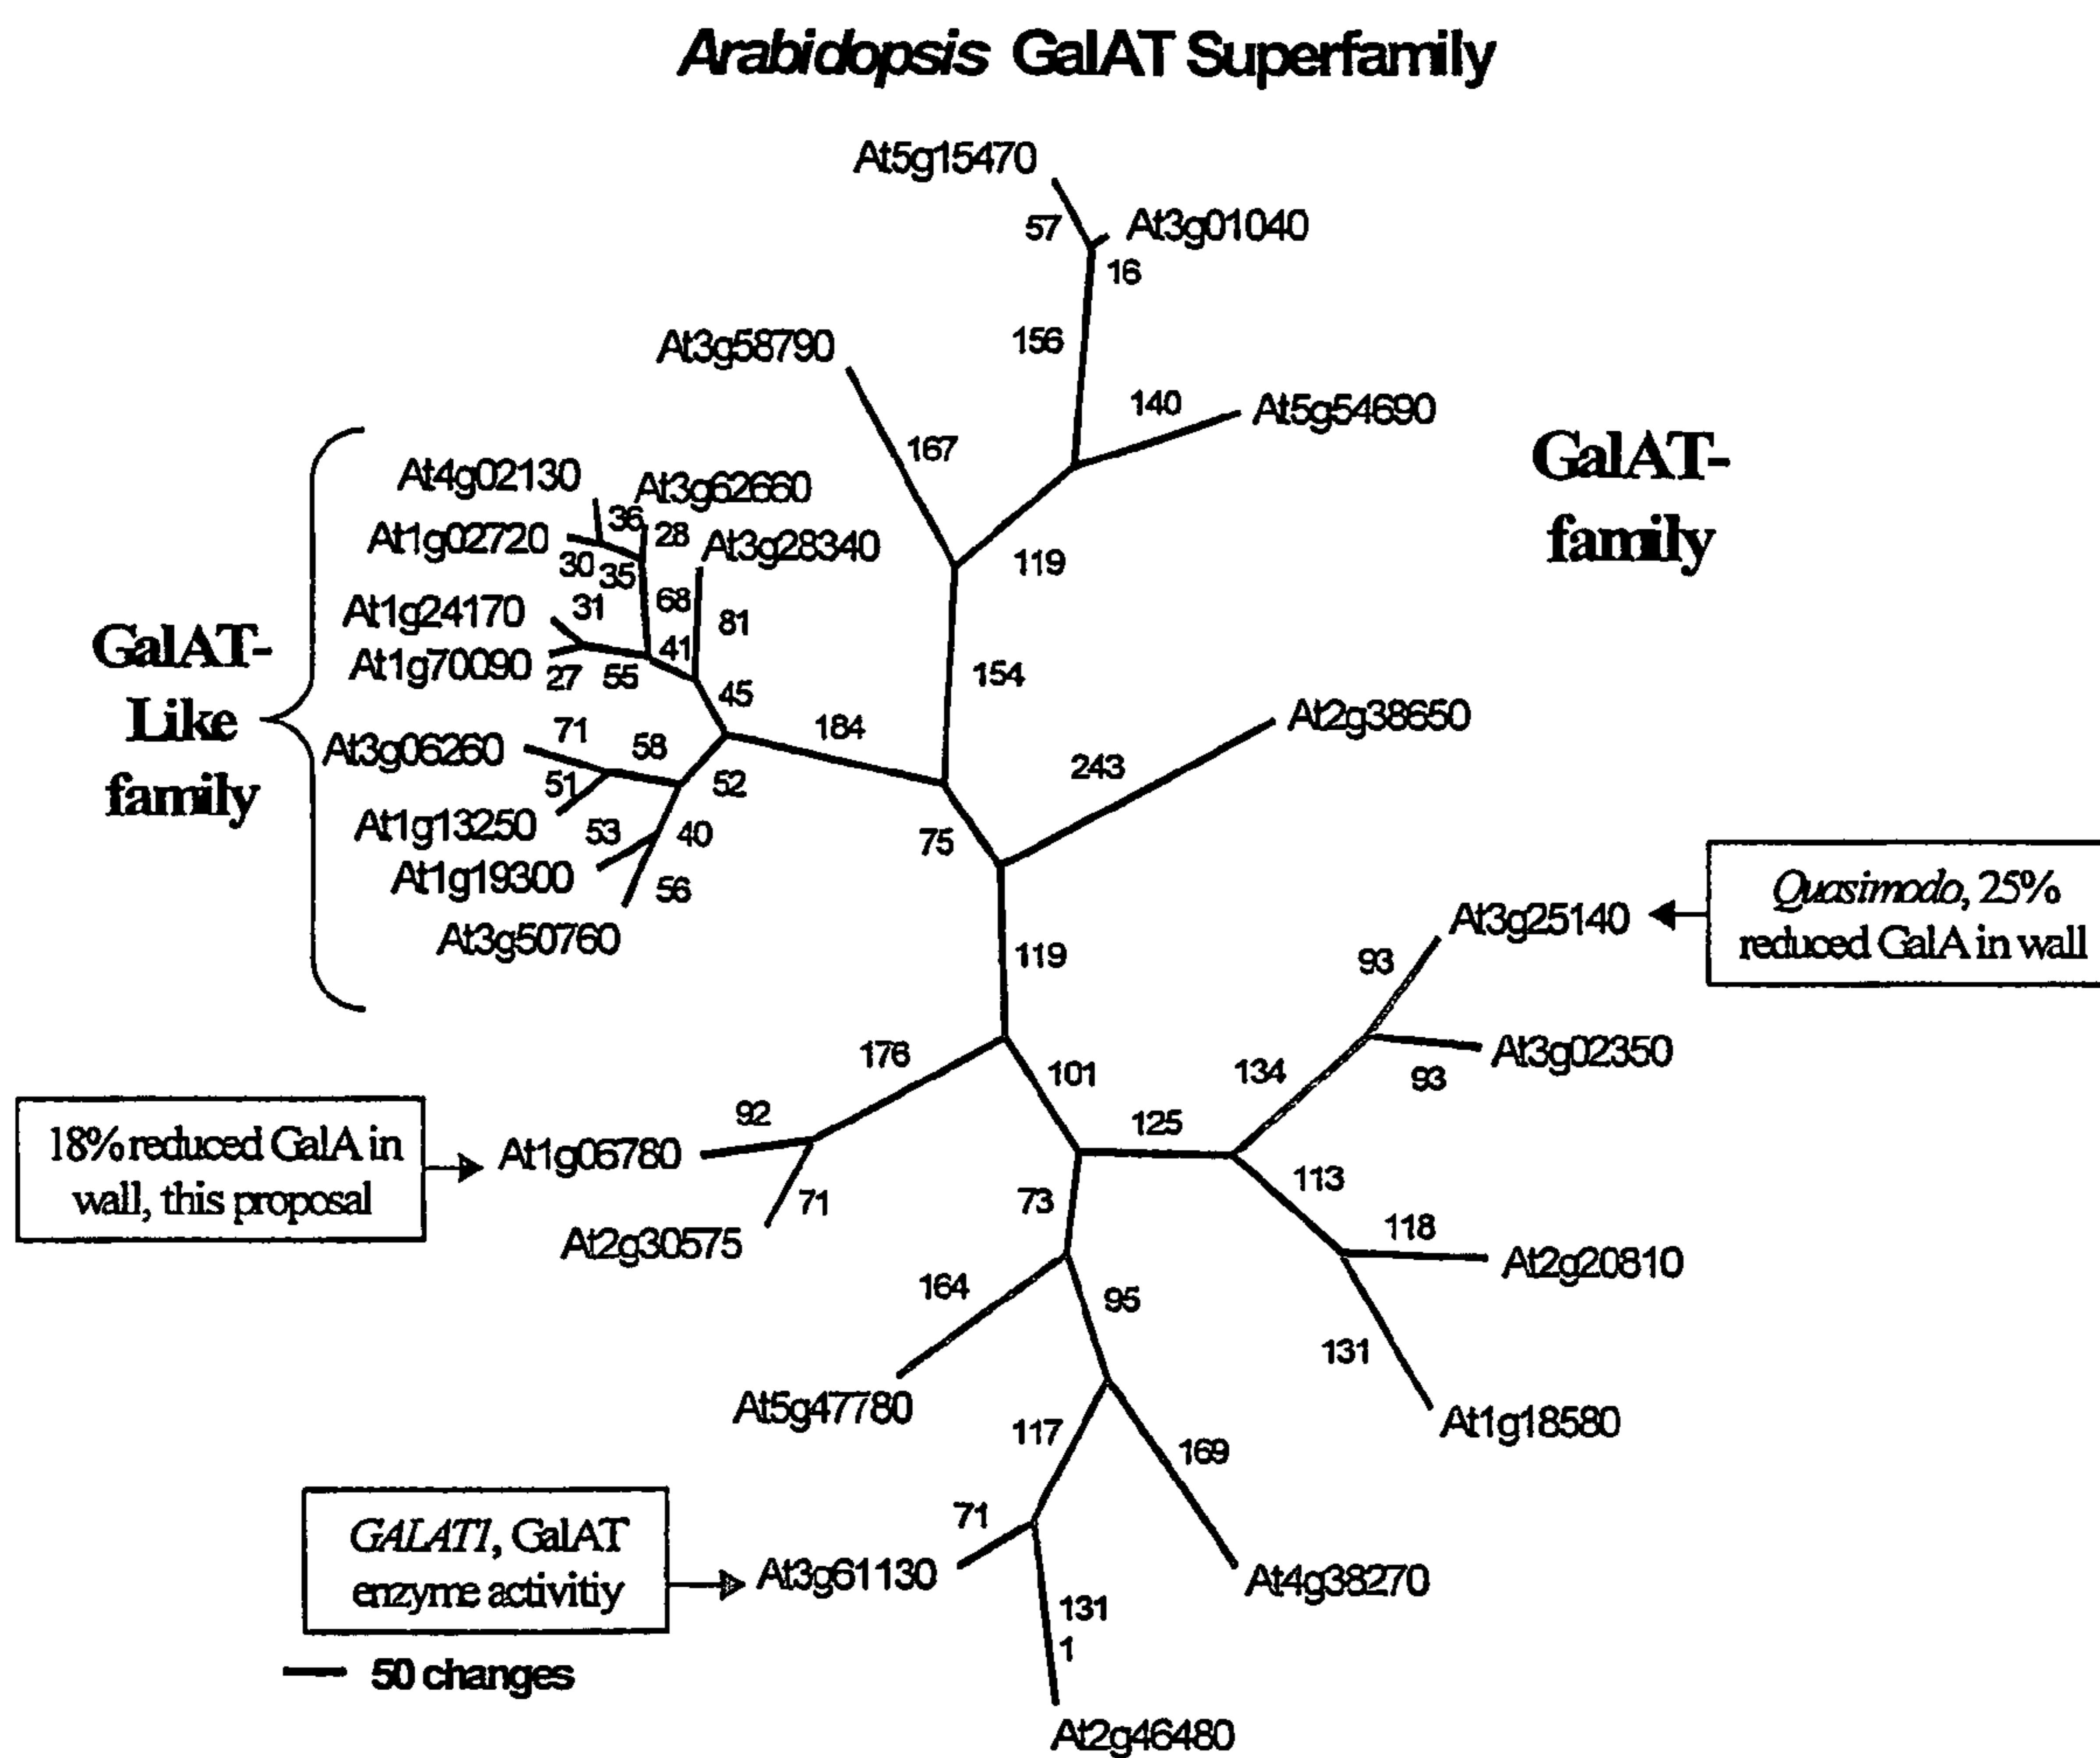 Arabidopsis GalAT Superfamily
At5g15470
57
At3g01040
16
156
At3g58790
140
At5g54690
167
GalAT-
family
119
At4g02130
At3g62660
36
28
At1g02720
At3g28340
30
35
68
81
At1g24170
31
41
At1g70090
27
55
45
GalAT-
Like
family
154
184
At2g38650
243
71
58
At3g06260
51
52
At1g13250
53
40
At1g19300
56
At3g50760
75
Quasimodo, 25%
reduced GalA in wall
At3g25140
93
119
At3g02350
93
176
101
134
125
92
18% reduced GalA in
wall, this proposal
At1g06780
71
At2g30575
73
113
118
At2g20810
164
95
131
At5g47780
At1g18580
117
169
GALAT1, GalAT
enzyme activitiy
71
At3g61130
At4g38270
131
1
50 changes
At2g46480